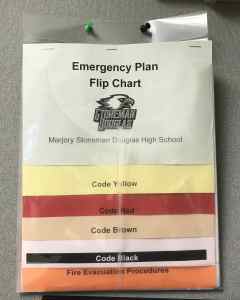 Emergency Plan
Flip Chart
STONEMAN
DOUGLAS
Marjory Stoneman Douglas High School
Code Yellow
Code Red
Code Brown
Code Black
Fire Evacuation Procedures